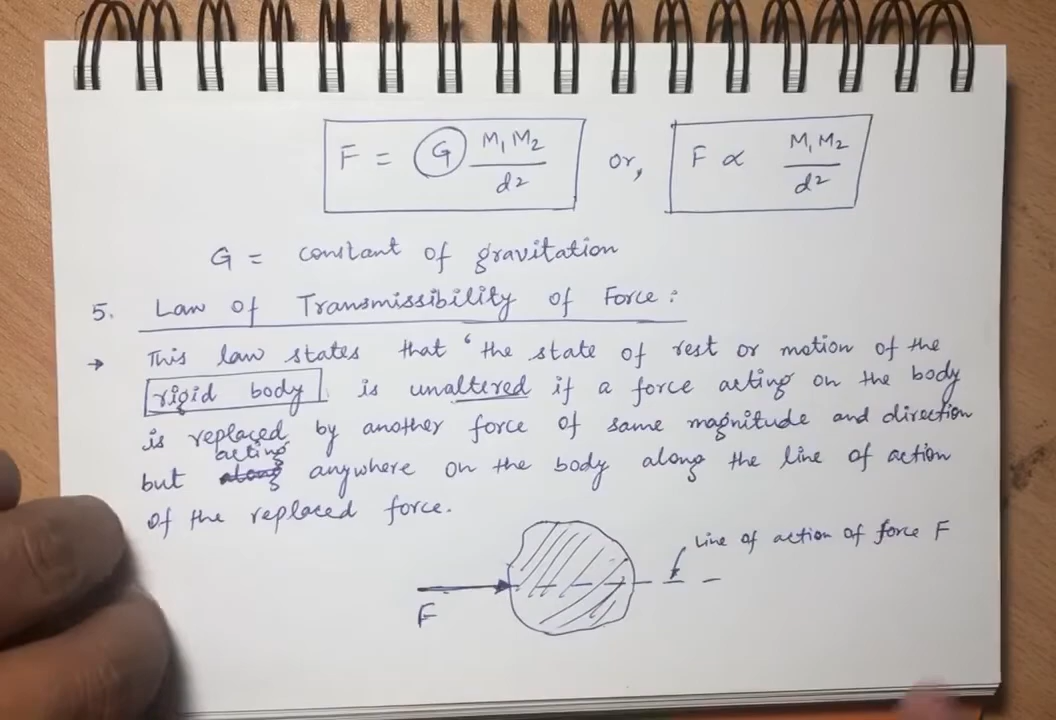 F = G M₁M₂/d² or, F ∝ M₁M₂/d²
G = constant of gravitation
5. Law of Transmissibility of Force:
→ This law states that ‘the state of rest or motion of the
rigid body is unaltered if a force acting on the body
is replaced by another force of same magnitude and direction
but acting anywhere on the body along the line of action
of the replaced force.
Line of action of force F
F